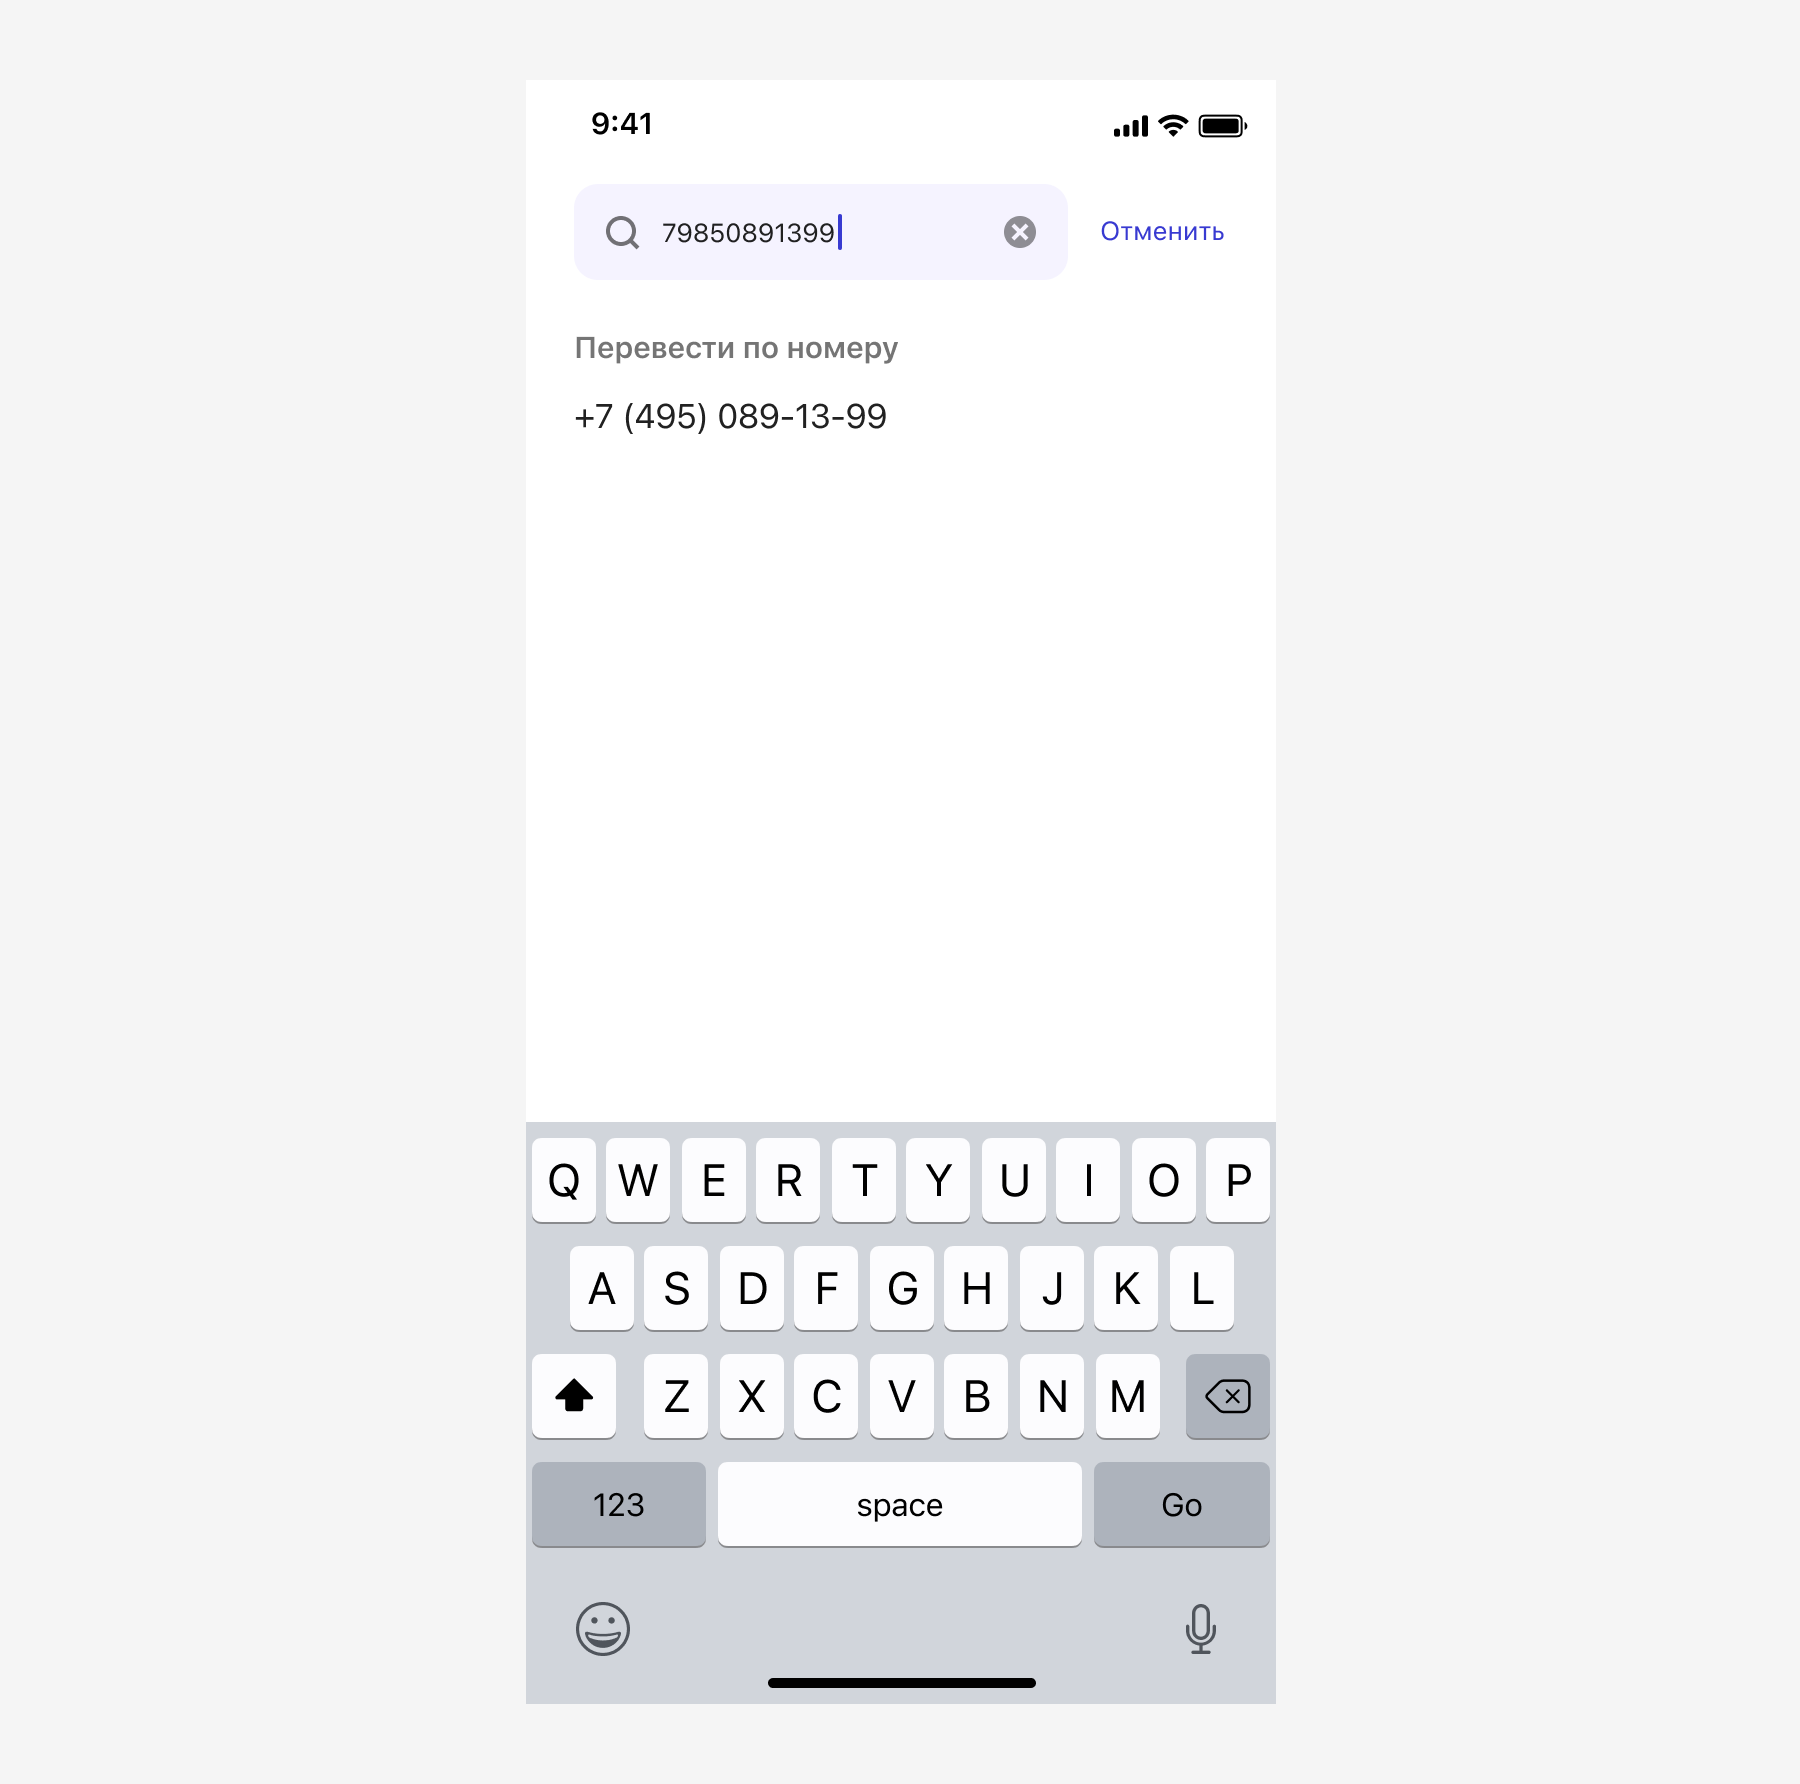 9:41
79850891399
Отменить
Перевести по номеру
+7 (495) 089-13-99
Q W E R T Y U I O P
A S D F G H J K L
Z X C V B N M
123 space Go